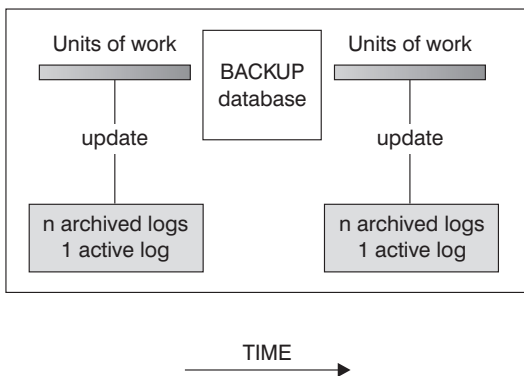 Units of work
BACKUP
database
Units of work
update
update
n archived logs
1 active log
n archived logs
1 active log
TIME